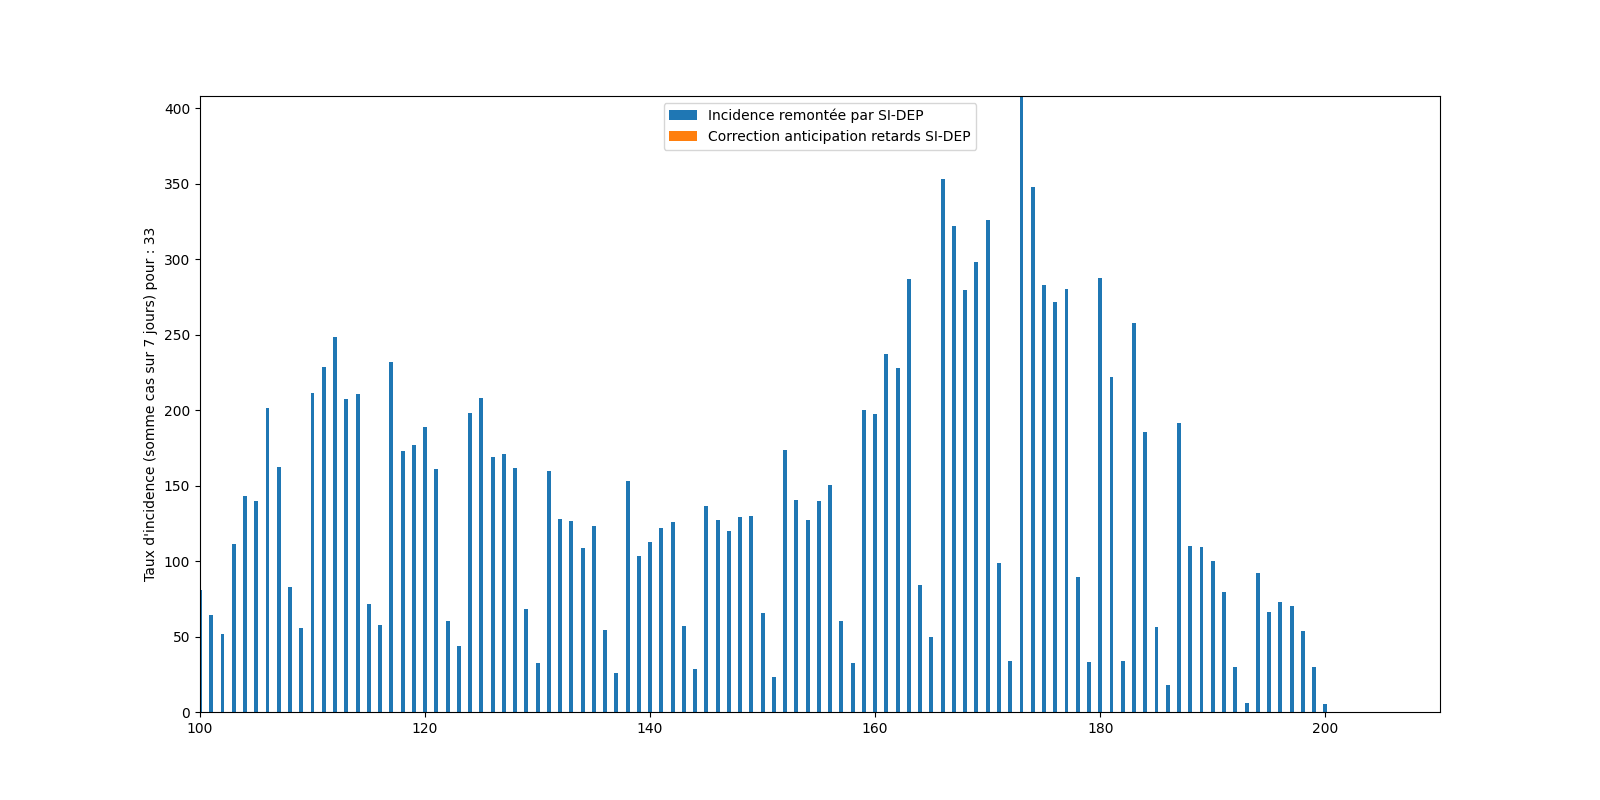 Incidence remontée par SI-DEP
Correction anticipation retards SI-DEP
Taux d'incidence (somme cas sur 7 jours) pour : 33
400
350
300
250
200
150
100
50
0
100 120 140 160 180 200